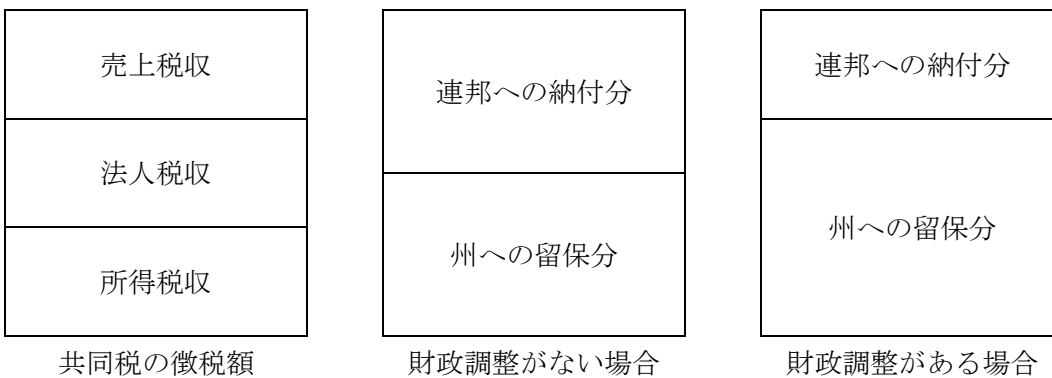 売上税収
法人税収
所得税収
共同税の徴税額
連邦への納付分
州への留保分
財政調整がない場合
連邦への納付分
州への留保分
財政調整がある場合